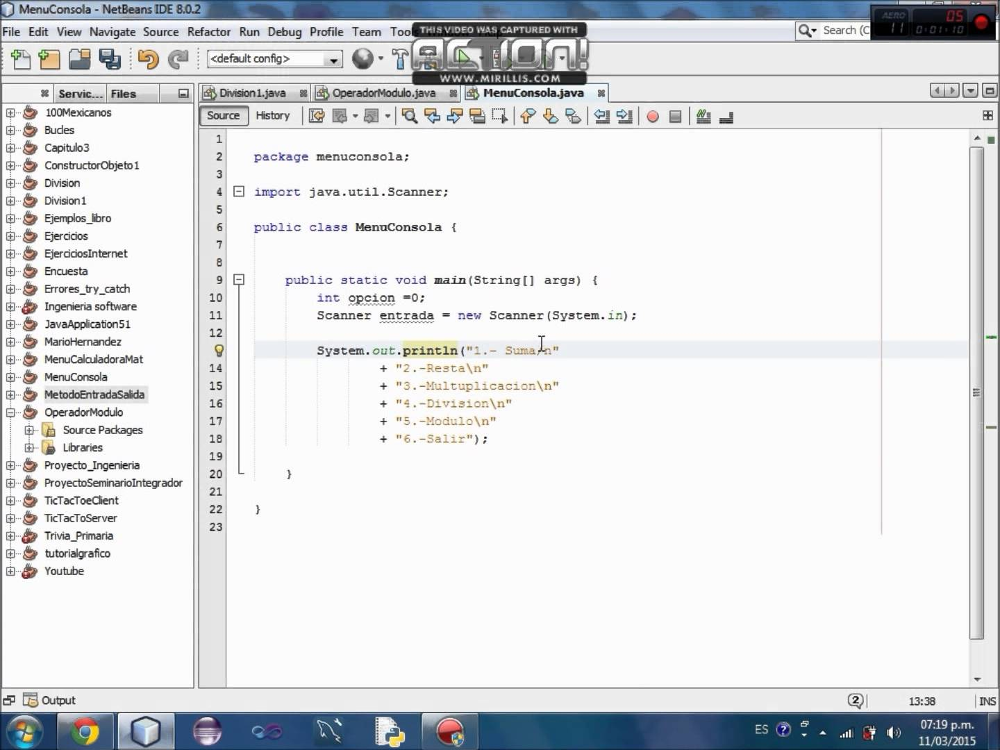 MenuConsola - NetBeans IDE 8.0.2
AERO
05
11
0:01:10
File Edit View Navigate Source Refactor Run Debug Profile Team
THIS VIDEO WAS CAPTURED WITH
ACTION!
WWW.MIRILLIS.COM
<default config>
Servic... Files
Division1.java OperadorModulo.java MenuConsola.java
Source History
100Mexicanos
Bucles
Capitulo3
ConstructorObjeto1
Division
Division1
Ejemplos_libro
Ejercicios
EjerciciosInternet
Encuesta
Errores_try_catch
Ingenieria software
JavaApplication51
MarioHernandez
MenuCalculadoraMat
MenuConsola
MetodoEntradaSalida
OperadorModulo
Source Packages
Libraries
Proyecto_Ingenieria
ProyectoSeminarioIntegrador
TicTacToeClient
TicTacToServer
Trivia_Primaria
tutorialgrafico
Youtube
1
2 package menuconsola;
3
4 import java.util.Scanner;
5
6 public class MenuConsola {
7
8
9 public static void main(String[] args) {
10 int opcion =0;
11 Scanner entrada = new Scanner(System.in);
12
System.out.println("1.- Suma\n"
14 + "2.-Resta\n"
15 + "3.-Multuplicacion\n"
16 + "4.-Division\n"
17 + "5.-Modulo\n"
18 + "6.-Salir");
19
20 }
21
22 }
23
Output
2
13:38
INS
ES
07:19 p.m.
11/03/2015